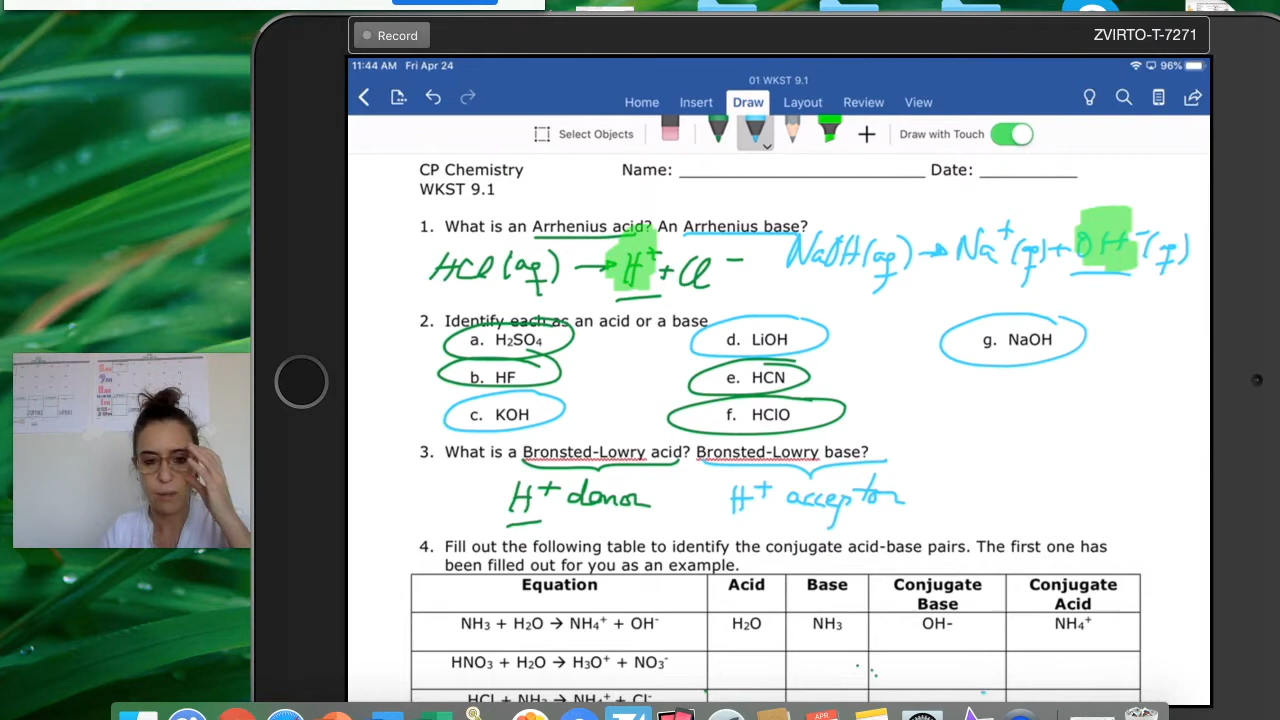 Record
ZVIRTO-T-7271
11:44 AM Fri Apr 24
96%
01 WKST 9.1
Home Insert Draw Layout Review View
Select Objects
Draw with Touch
CP Chemistry Name: ____ Date: ____
WKST 9.1
1. What is an Arrhenius acid? An Arrhenius base?
HCl(aq) → H⁺ + Cl⁻
NaOH(aq) → Na⁺(aq) + OH⁻(aq)
2. Identify each as an acid or a base
a. H₂SO₄ d. LiOH g. NaOH
b. HF e. HCN
c. KOH f. HClO
3. What is a Bronsted-Lowry acid? Bronsted-Lowry base?
H⁺ donor H⁺ acceptor
4. Fill out the following table to identify the conjugate acid-base pairs. The first one has
been filled out for you as an example.
Equation Acid Base Conjugate Base Conjugate Acid
NH₃ + H₂O → NH₄⁺ + OH⁻ H₂O NH₃ OH- NH₄⁺
HNO₃ + H₂O → H₃O⁺ + NO₃⁻
HCl + NH₃ → NH₄⁺ + Cl⁻